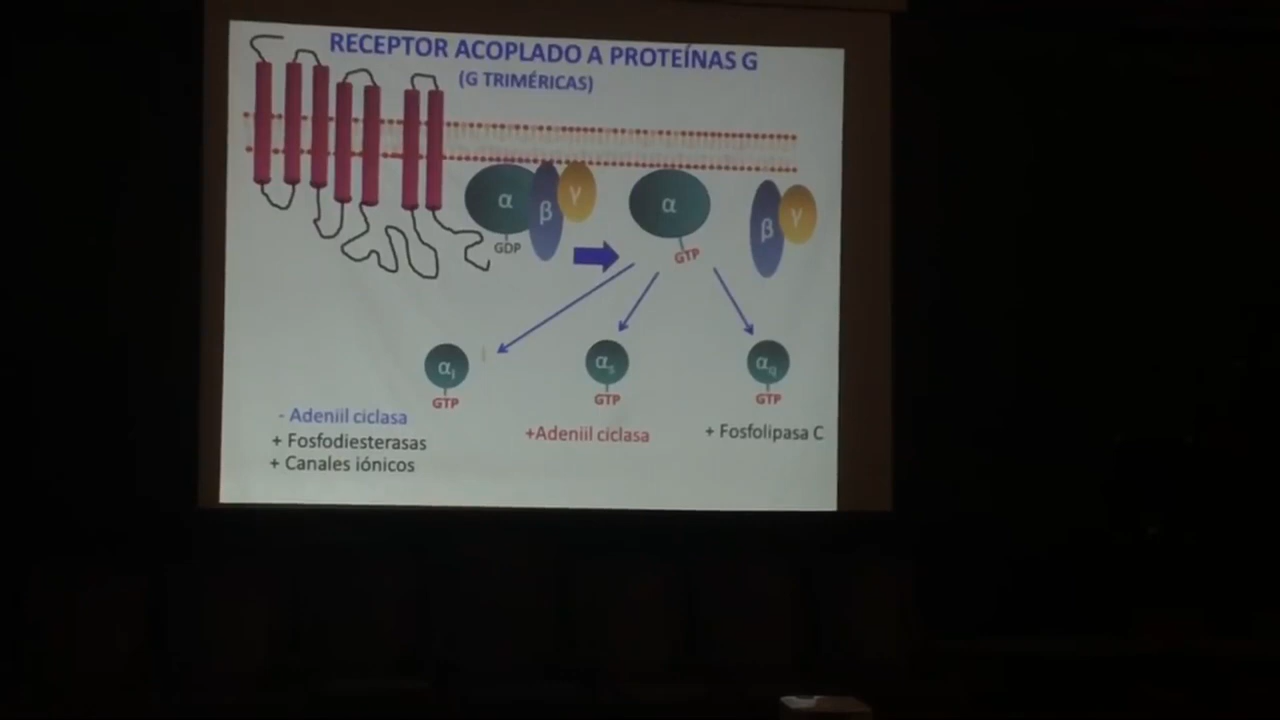 RECEPTOR ACOPLADO A PROTEÍNAS G
(G TRIMÉRICAS)
α β γ α β γ
GDP GTP
αi αs αq
GTP GTP GTP
- Adeniil ciclasa
+ Fosfodiesterasas
+ Canales iónicos
+Adeniil ciclasa
+ Fosfolipasa C